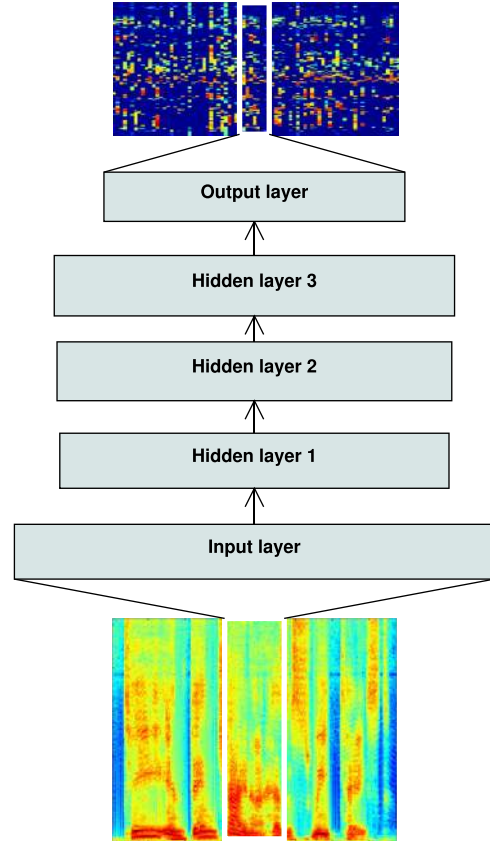 Output layer
Hidden layer 3
Hidden layer 2
Hidden layer 1
Input layer